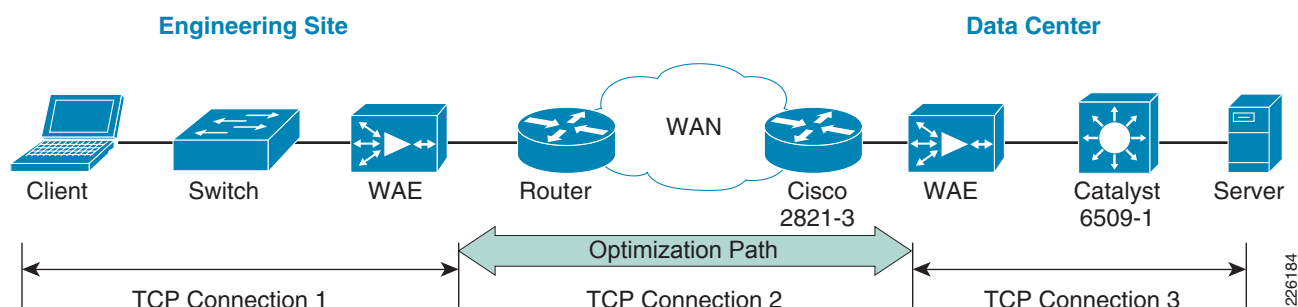 Engineering Site
Data Center
WAN
Client
Switch
WAE
Router
Cisco
2821-3
WAE
Catalyst
6509-1
Server
Optimization Path
TCP Connection 1
TCP Connection 2
TCP Connection 3
226184